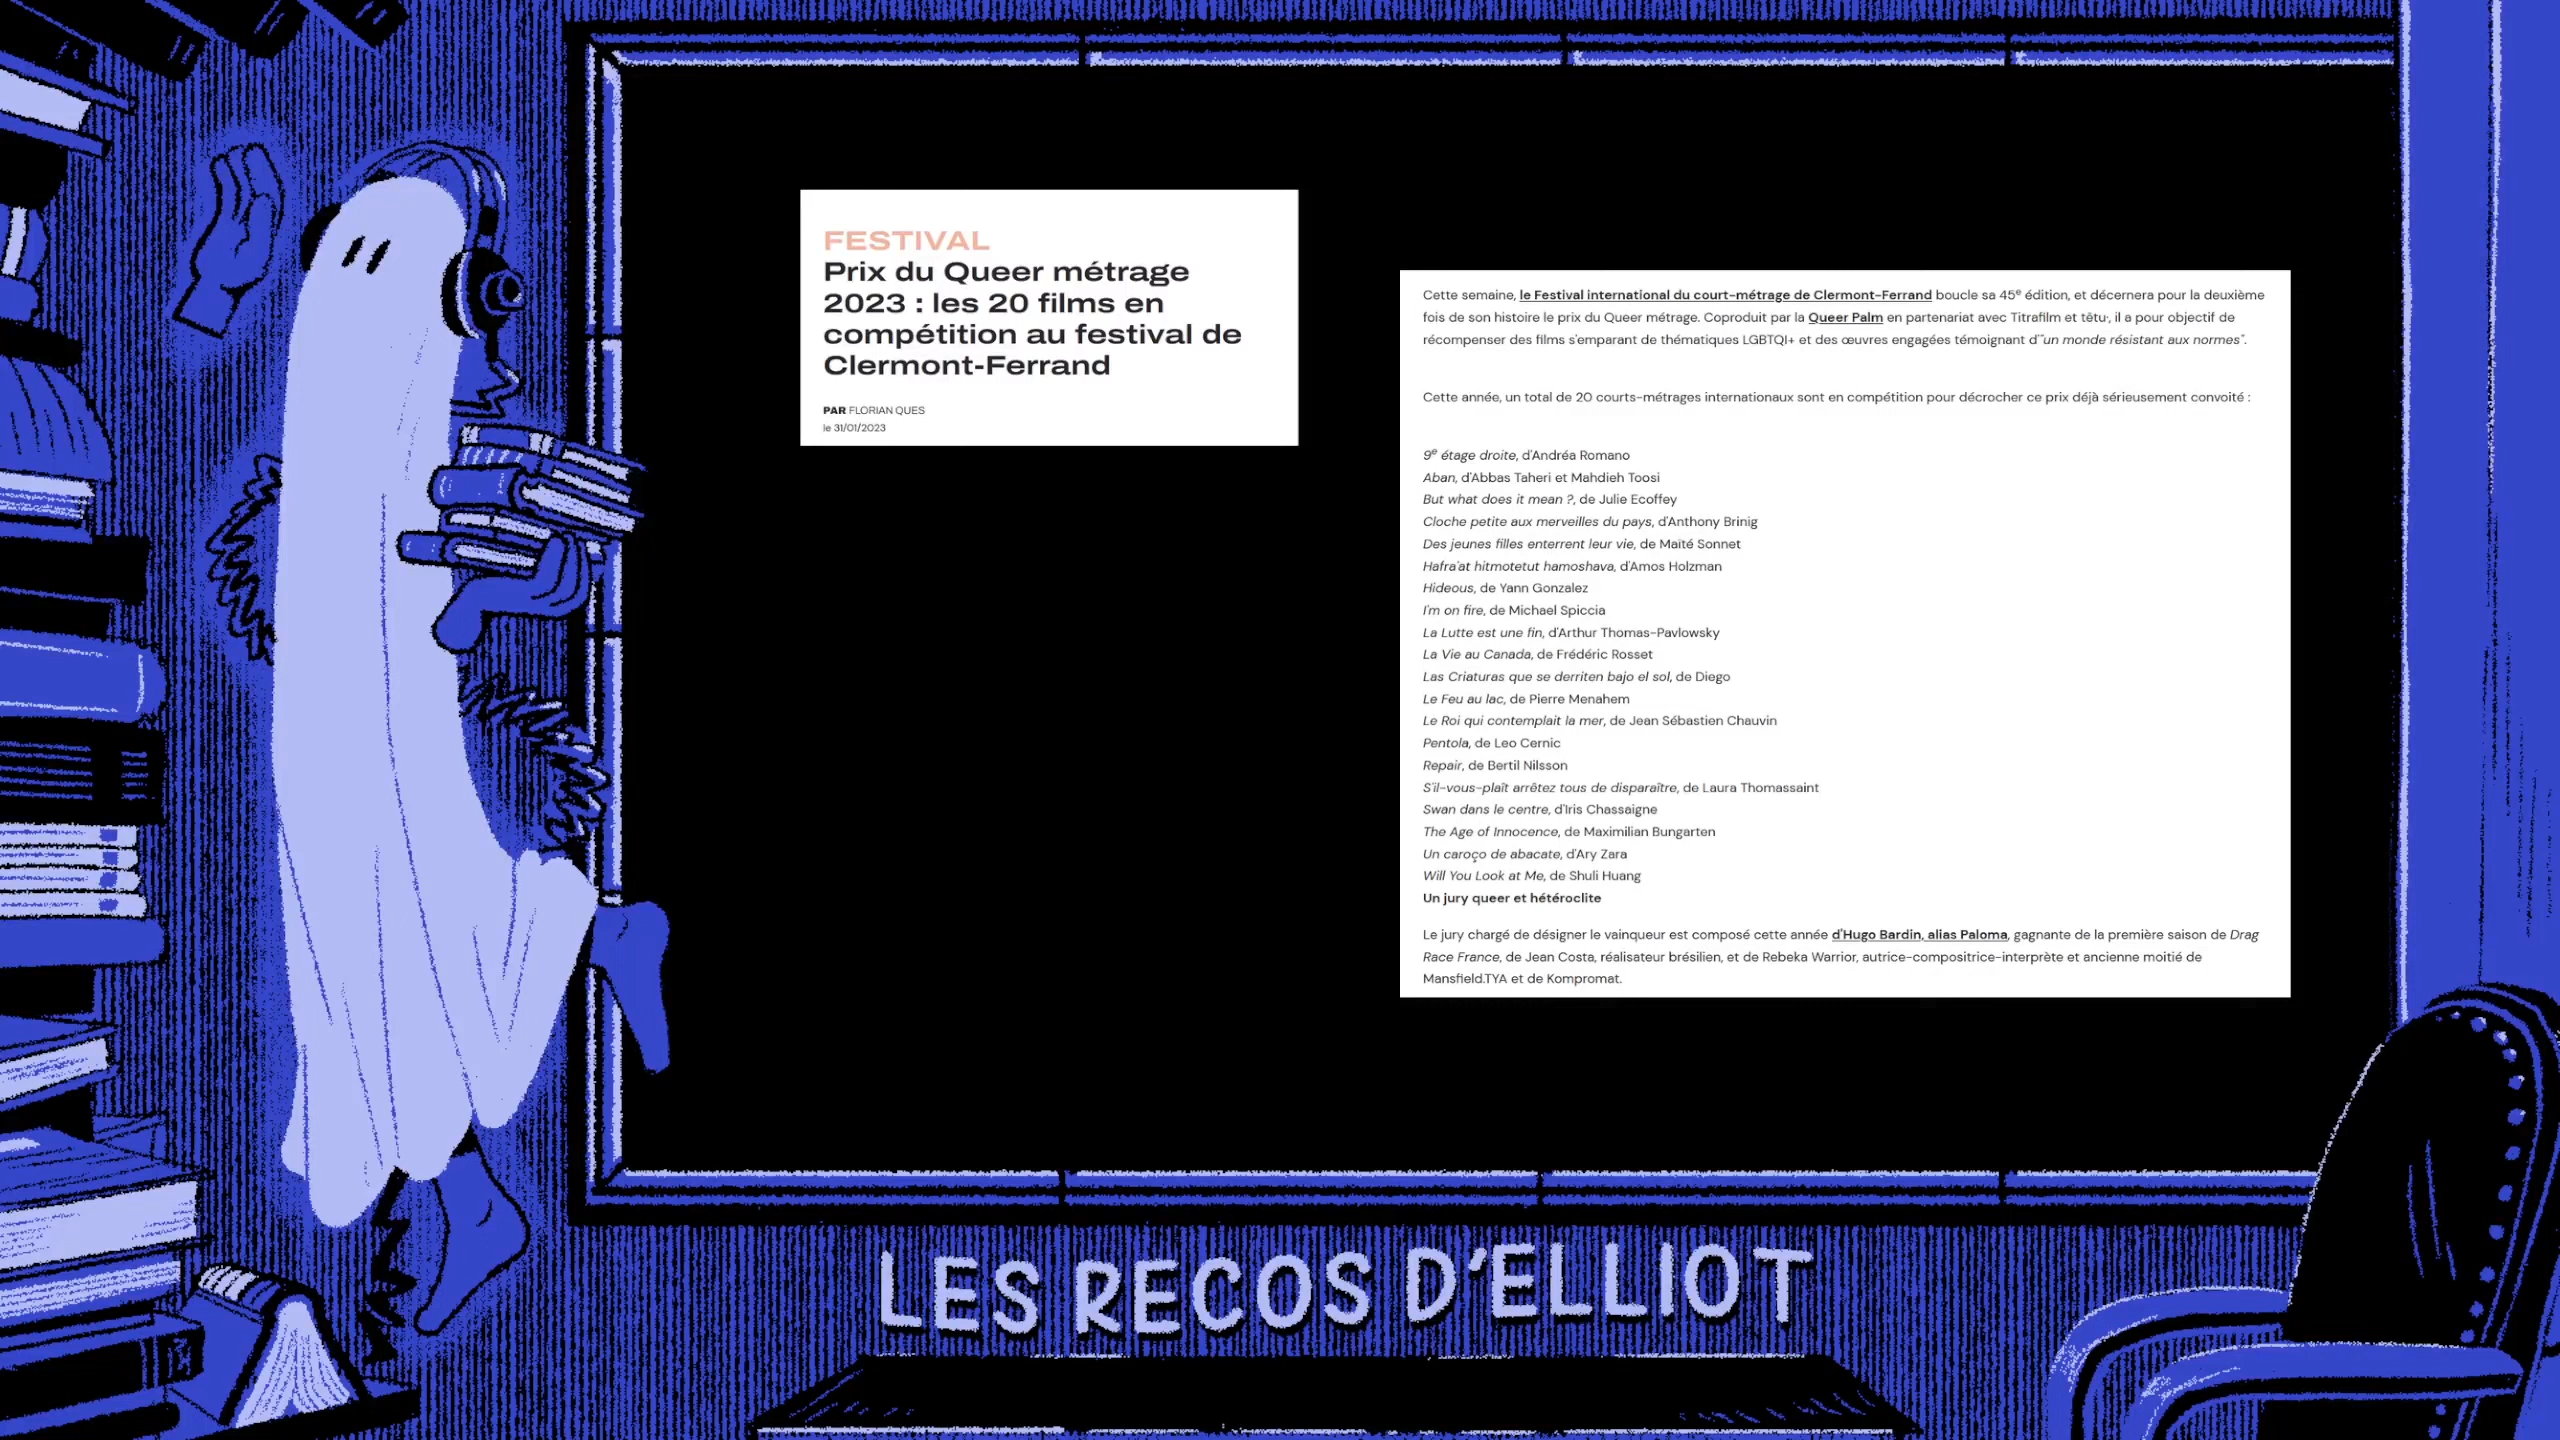 FESTIVAL
Prix du Queer métrage
2023 : les 20 films en
compétition au festival de
Clermont-Ferrand
PAR FLORIAN QUES
le 31/01/2023
Cette semaine, le Festival international du court-métrage de Clermont-Ferrand boucle sa 45e édition, et décernera pour la deuxième
fois de son histoire le prix du Queer métrage. Coproduit par la Queer Palm en partenariat avec Titrafilm et têtu·, il a pour objectif de
récompenser des films s'emparant de thématiques LGBTQI+ et des œuvres engagées témoignant d'"un monde résistant aux normes".
Cette année, un total de 20 courts-métrages internationaux sont en compétition pour décrocher ce prix déjà sérieusement convoité :
9e étage droite, d'Andréa Romano
Aban, d'Abbas Taheri et Mahdieh Toosi
But what does it mean ?, de Julie Ecoffey
Cloche petite aux merveilles du pays, d'Anthony Brinig
Des jeunes filles enterrent leur vie, de Maïté Sonnet
Hafra'at hitmotetut hamoshava, d'Amos Holzman
Hideous, de Yann Gonzalez
I'm on fire, de Michael Spiccia
La Lutte est une fin, d'Arthur Thomas-Pavlowsky
La Vie au Canada, de Frédéric Rosset
Las Criaturas que se derriten bajo el sol, de Diego
Le Feu au lac, de Pierre Menahem
Le Roi qui contemplait la mer, de Jean Sébastien Chauvin
Pentola, de Leo Cernic
Repair, de Bertil Nilsson
S'il-vous-plaît arrêtez tous de disparaître, de Laura Thomassaint
Swan dans le centre, d'Iris Chassaigne
The Age of Innocence, de Maximilian Bungarten
Un caroço de abacate, d'Ary Zara
Will You Look at Me, de Shuli Huang
Un jury queer et hétéroclite
Le jury chargé de désigner le vainqueur est composé cette année d'Hugo Bardin, alias Paloma, gagnante de la première saison de Drag
Race France, de Jean Costa, réalisateur brésilien, et de Rebeka Warrior, autrice-compositrice-interprète et ancienne moitié de
Mansfield.TYA et de Kompromat.
LES RECOS D'ELLIOT